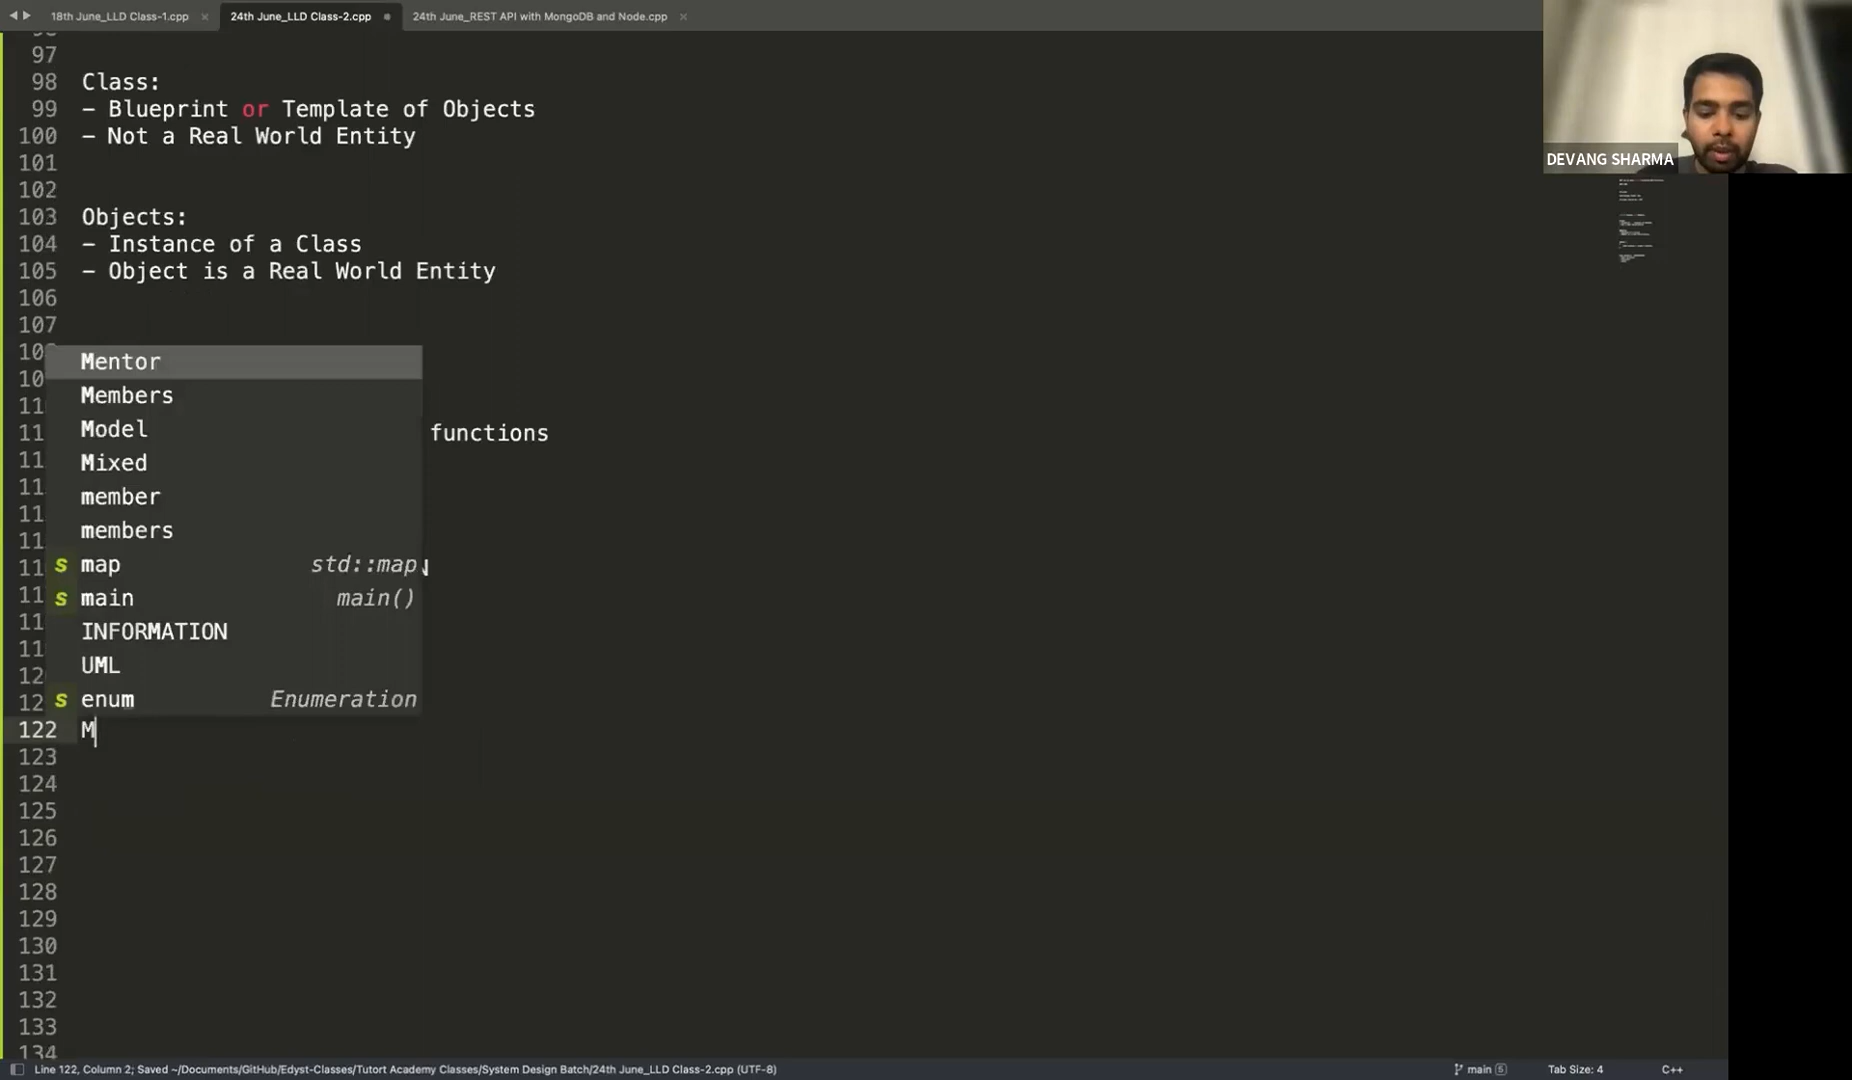 18th June_LLD Class-1.cpp
24th June_LLD Class-2.cpp
24th June_REST API with MongoDB and Node.cpp
DEVANG SHARMA
97
98 Class:
99 - Blueprint or Template of Objects
100 - Not a Real World Entity
101
102
103 Objects:
104 - Instance of a Class
105 - Object is a Real World Entity
106
107
Mentor
Members
Model
Mixed
functions
member
members
s map std::map
s main main()
INFORMATION
UML
s enum Enumeration
122 M
123
124
125
126
127
128
129
130
131
132
133
134
Line 122, Column 2; Saved ~/Documents/GitHub/Edyst-Classes/Tutort Academy Classes/System Design Batch/24th June_LLD Class-2.cpp (UTF-8)
main 5
Tab Size: 4
C++